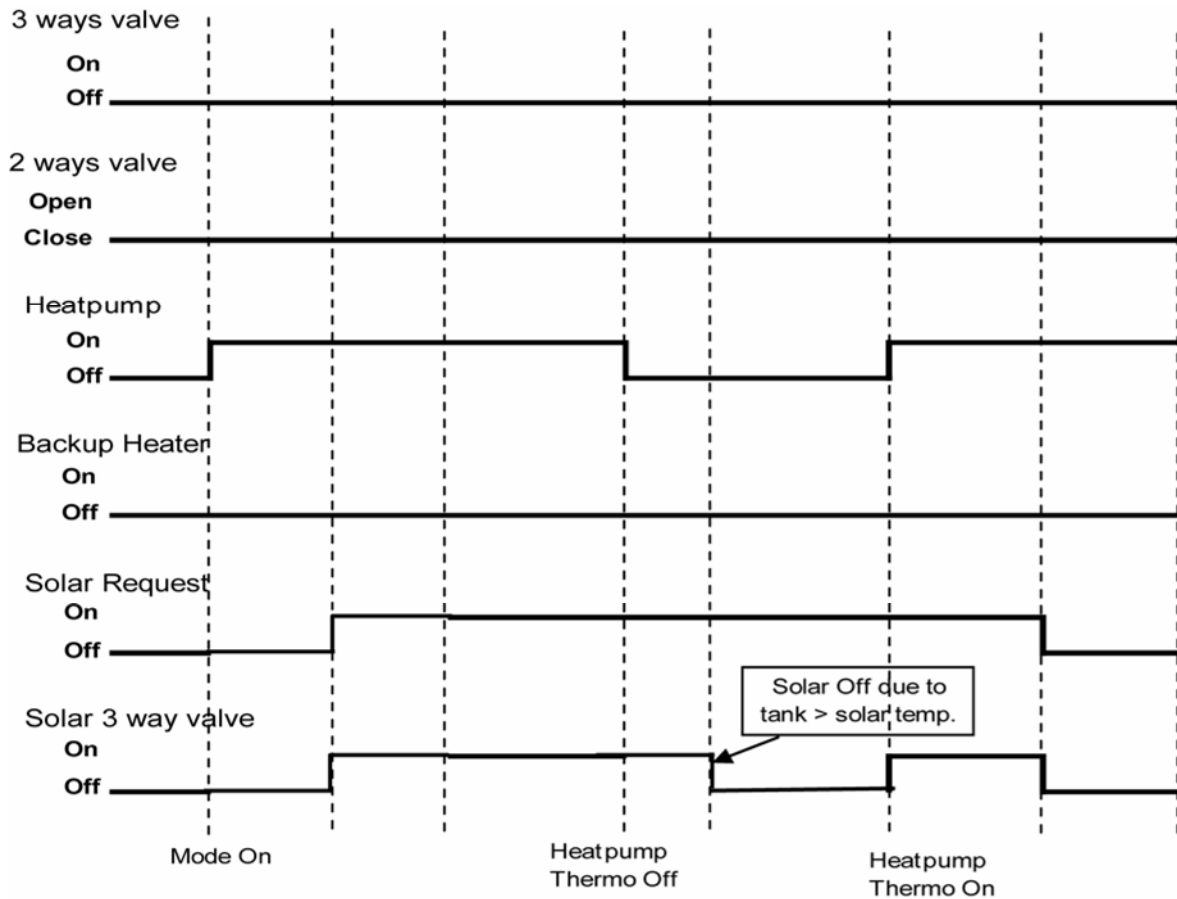 3 ways valve
On
Off
2 ways valve
Open
Close
Heatpump
On
Off
Backup Heater
On
Off
Solar Request
On
Off
Solar Off due to
tank > solar temp.
Solar 3 way valve
On
Off
Mode On
Heatpump
Thermo Off
Heatpump
Thermo On